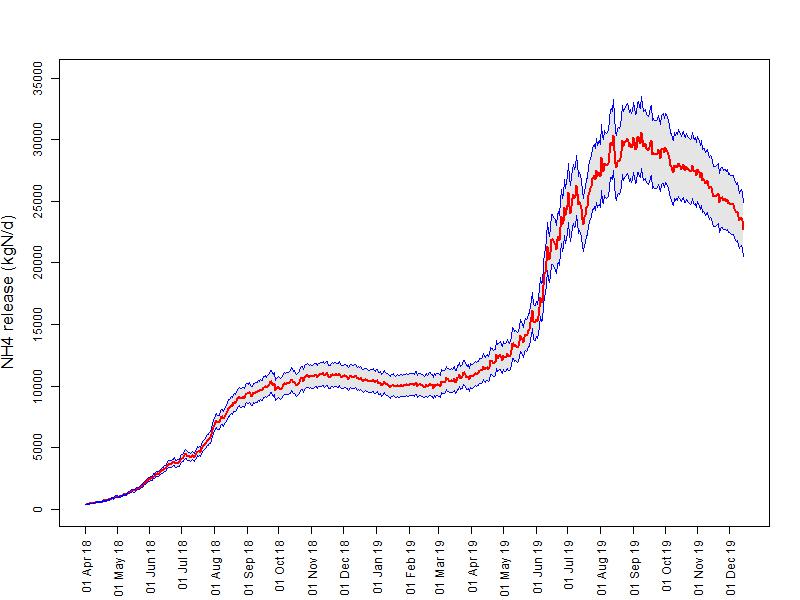 NH4 release (kgN/d)
35000
30000
25000
20000
15000
10000
5000
0
01 Apr 18
01 May 18
01 Jun 18
01 Jul 18
01 Aug 18
01 Sep 18
01 Oct 18
01 Nov 18
01 Dec 18
01 Jan 19
01 Feb 19
01 Mar 19
01 Apr 19
01 May 19
01 Jun 19
01 Jul 19
01 Aug 19
01 Sep 19
01 Oct 19
01 Nov 19
01 Dec 19